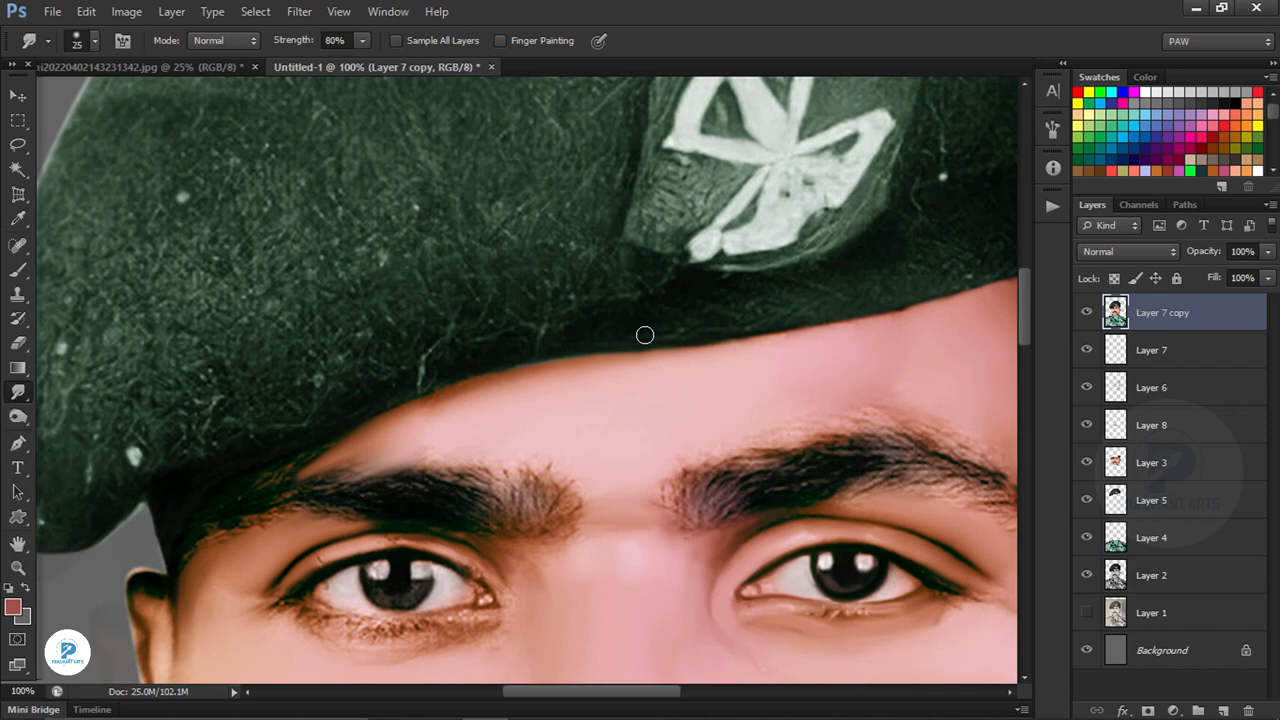 Ps File Edit Image Layer Type Select Filter View Window Help
25 Mode: Normal Strength: 80% Sample All Layers Finger Painting PAW
ni20220402143231342.jpg @ 25% (RGB/8) * × Untitled-1 @ 100% (Layer 7 copy, RGB/8) * ×
Swatches Color
Layers Channels Paths
Kind
Normal Opacity: 100%
Lock: Fill: 100%
Layer 7 copy
Layer 7
Layer 6
Layer 8
Layer 3
Layer 5
Layer 4
Layer 2
Layer 1
Background
100% Doc: 25.0M/102.1M
Mini Bridge Timeline